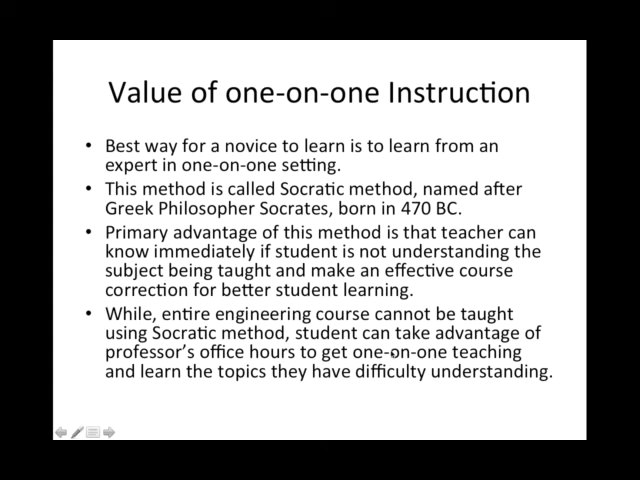 Value of one-on-one Instruction
• Best way for a novice to learn is to learn from an
expert in one-on-one setting.
• This method is called Socratic method, named after
Greek Philosopher Socrates, born in 470 BC.
• Primary advantage of this method is that teacher can
know immediately if student is not understanding the
subject being taught and make an effective course
correction for better student learning.
• While, entire engineering course cannot be taught
using Socratic method, student can take advantage of
professor's office hours to get one-on-one teaching
and learn the topics they have difficulty understanding.